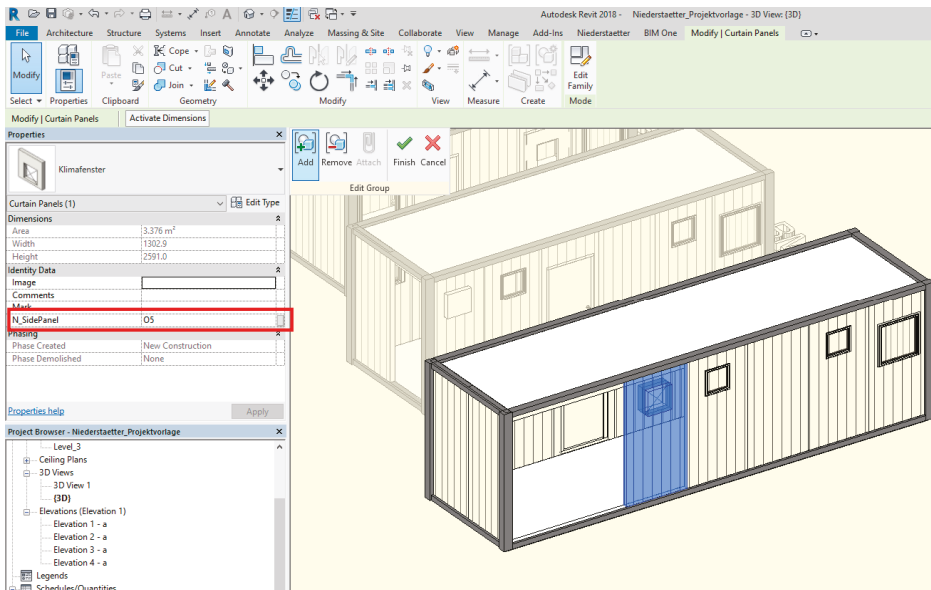 Autodesk Revit 2018 - Niederstaetter_Projektvorlage - 3D View: {3D}
File Architecture Structure Systems Insert Annotate Analyze Massing & Site Collaborate View Manage Add-Ins Niederstaetter BIM One Modify | Curtain Panels
Modify Paste Cope Cut Join Edit Family
Select Properties Clipboard Geometry Modify View Measure Create Mode
Modify | Curtain Panels Activate Dimensions
Properties
Klimafenster
Curtain Panels (1) Edit Type
Dimensions
Area 3.376 m²
Width 1302.9
Height 2591.0
Identity Data
Image
Comments
Mark
N_SidePanel O5
Phasing
Phase Created New Construction
Phase Demolished None
Properties help Apply
Add Remove Attach Finish Cancel
Edit Group
Project Browser - Niederstaetter_Projektvorlage
Level_3
Ceiling Plans
3D Views
3D View 1
{3D}
Elevations (Elevation 1)
Elevation 1 - a
Elevation 2 - a
Elevation 3 - a
Elevation 4 - a
Legends
Schedules/Quantities